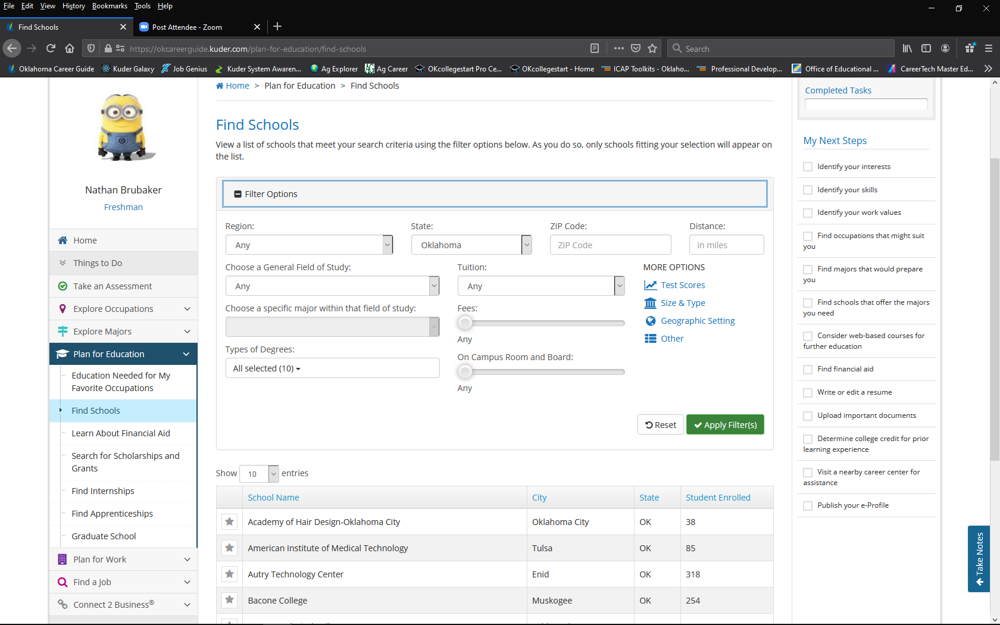 File Edit View History Bookmarks Tools Help
Find Schools
Post Attendee - Zoom
https://okcareerguide.kuder.com/plan-for-education/find-schools
Search
Oklahoma Career Guide
Kuder Galaxy
Job Genius
Kuder System Awaren...
Ag Explorer
Ag Career
OKcollegestart Pro Ce...
OKcollegestart - Home
ICAP Toolkits - Oklaho...
Professional Develop...
Office of Educational ...
CareerTech Master Ed...
Nathan Brubaker
Freshman
Home
Things to Do
Take an Assessment
Explore Occupations
Explore Majors
Plan for Education
Education Needed for My
Favorite Occupations
Find Schools
Learn About Financial Aid
Search for Scholarships and
Grants
Find Internships
Find Apprenticeships
Graduate School
Plan for Work
Find a Job
Connect 2 Business®
Home > Plan for Education > Find Schools
Find Schools
View a list of schools that meet your search criteria using the filter options below. As you do so, only schools fitting your selection will appear on
the list.
Filter Options
Region:
Any
State:
Oklahoma
ZIP Code:
ZIP Code
Distance:
in miles
Choose a General Field of Study:
Any
Tuition:
Any
MORE OPTIONS
Test Scores
Size & Type
Geographic Setting
Other
Choose a specific major within that field of study:
Fees:
Any
Types of Degrees:
All selected (10)
On Campus Room and Board:
Any
Reset
Apply Filter(s)
Show 10 entries
School Name City State Student Enrolled
Academy of Hair Design-Oklahoma City Oklahoma City OK 38
American Institute of Medical Technology Tulsa OK 85
Autry Technology Center Enid OK 318
Bacone College Muskogee OK 254
Completed Tasks
My Next Steps
Identify your interests
Identify your skills
Identify your work values
Find occupations that might suit
you
Find majors that would prepare
you
Find schools that offer the majors
you need
Consider web-based courses for
further education
Find financial aid
Write or edit a resume
Upload important documents
Determine college credit for prior
learning experience
Visit a nearby career center for
assistance
Publish your e-Profile
Take Notes